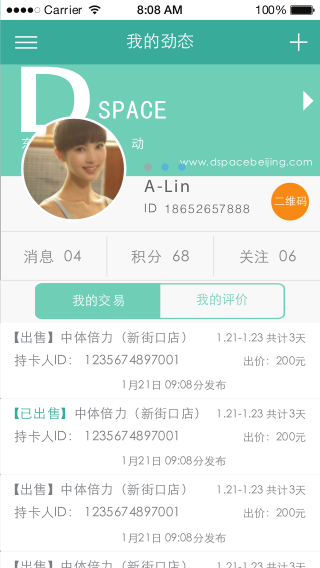 Carrier 8:08 AM 100%
我的劲态
D SPACE
动
www.dspacebeijing.com
A-Lin
ID 18652657888
二维码
消息 04 积分 68 关注 06
我的交易 我的评价
【出售】中体倍力（新街口店） 1.21-1.23 共计3天
持卡人ID： 1235674897001 出价：200元
1月21日 09:08分发布
【已出售】中体倍力（新街口店） 1.21-1.23 共计3天
持卡人ID： 1235674897001 出价：200元
1月21日 09:08分发布
【出售】中体倍力（新街口店） 1.21-1.23 共计3天
持卡人ID： 1235674897001 出价：200元
1月21日 09:08分发布
【出售】中体倍力（新街口店） 1.21-1.23 共计3天